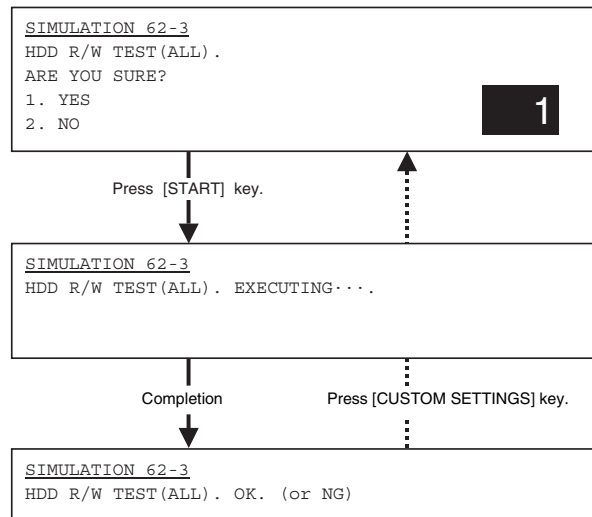 SIMULATION 62-3
HDD R/W TEST(ALL).
ARE YOU SURE?
1. YES
2. NO
1
Press [START] key.
SIMULATION 62-3
HDD R/W TEST(ALL). EXECUTING···.
Completion
Press [CUSTOM SETTINGS] key.
SIMULATION 62-3
HDD R/W TEST(ALL). OK. (or NG)